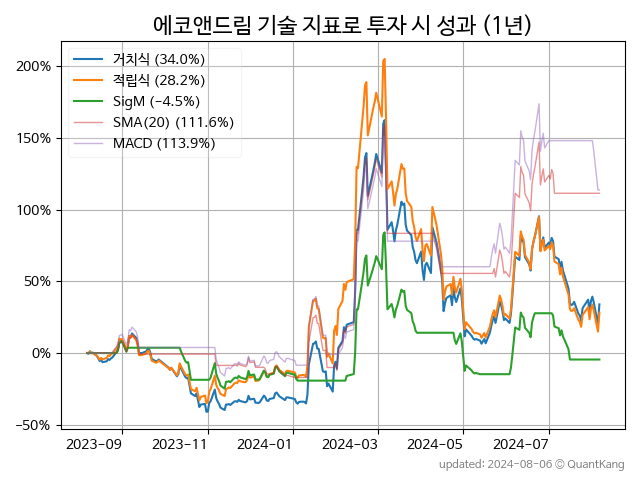 에코앤드림 기술 지표로 투자 시 성과 (1년)
거치식 (34.0%)
적립식 (28.2%)
SigM (-4.5%)
SMA(20) (111.6%)
MACD (113.9%)
200%
150%
100%
50%
0%
-50%
2023-09 2023-11 2024-01 2024-03 2024-05 2024-07
updated: 2024-08-06 © QuantKang